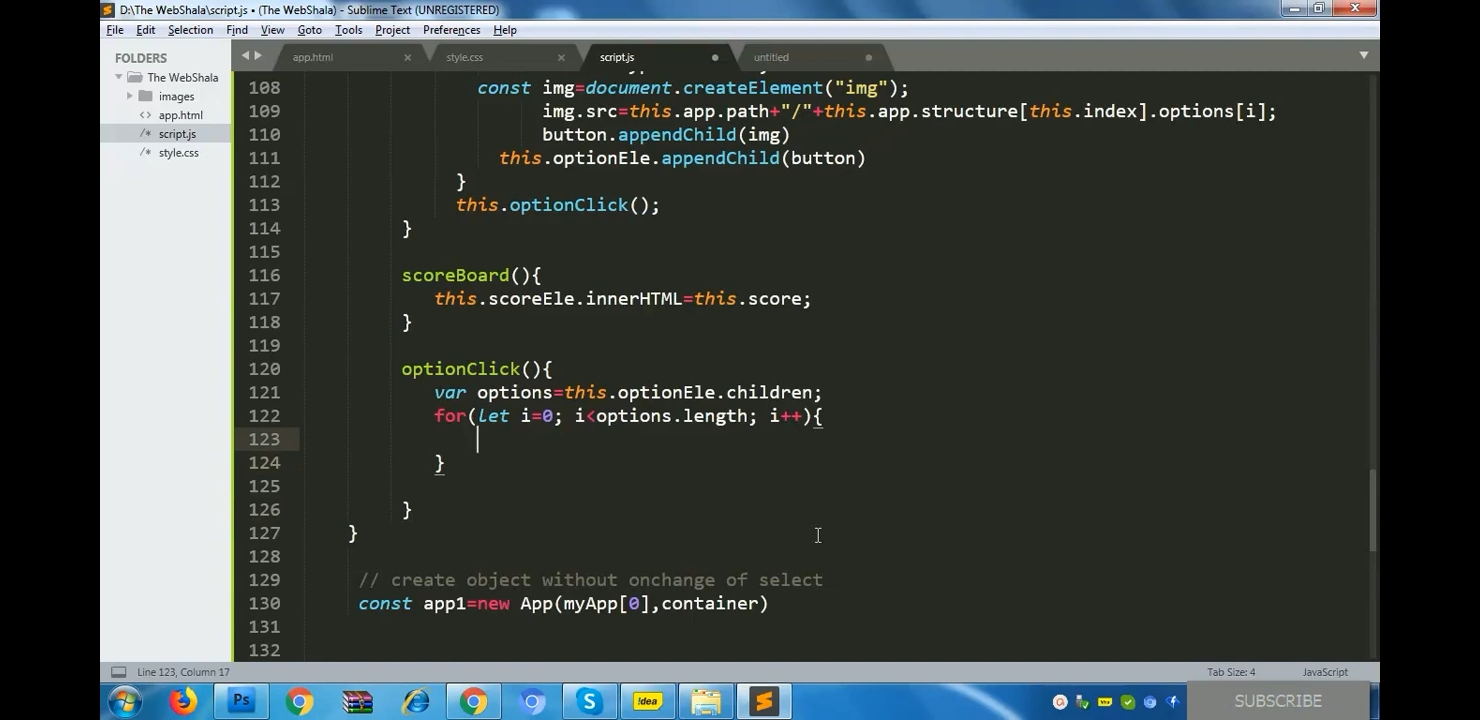 D:\The WebShala\script.js • (The WebShala) - Sublime Text (UNREGISTERED)
File Edit Selection Find View Goto Tools Project Preferences Help
FOLDERS
The WebShala
images
<> app.html
/* script.js
/* style.css
app.html style.css script.js untitled
108 const img=document.createElement("img");
109 img.src=this.app.path+"/"+this.app.structure[this.index].options[i];
110 button.appendChild(img)
111 this.optionEle.appendChild(button)
112 }
113 this.optionClick();
114 }
115
116 scoreBoard(){
117 this.scoreEle.innerHTML=this.score;
118 }
119
120 optionClick(){
121 var options=this.optionEle.children;
122 for(let i=0; i<options.length; i++){
123
124 }
125
126 }
127 }
128
129 // create object without onchange of select
130 const app1=new App(myApp[0],container)
131
132
Line 123, Column 17 Tab Size: 4 JavaScript
Ps S !dea SUBSCRIBE